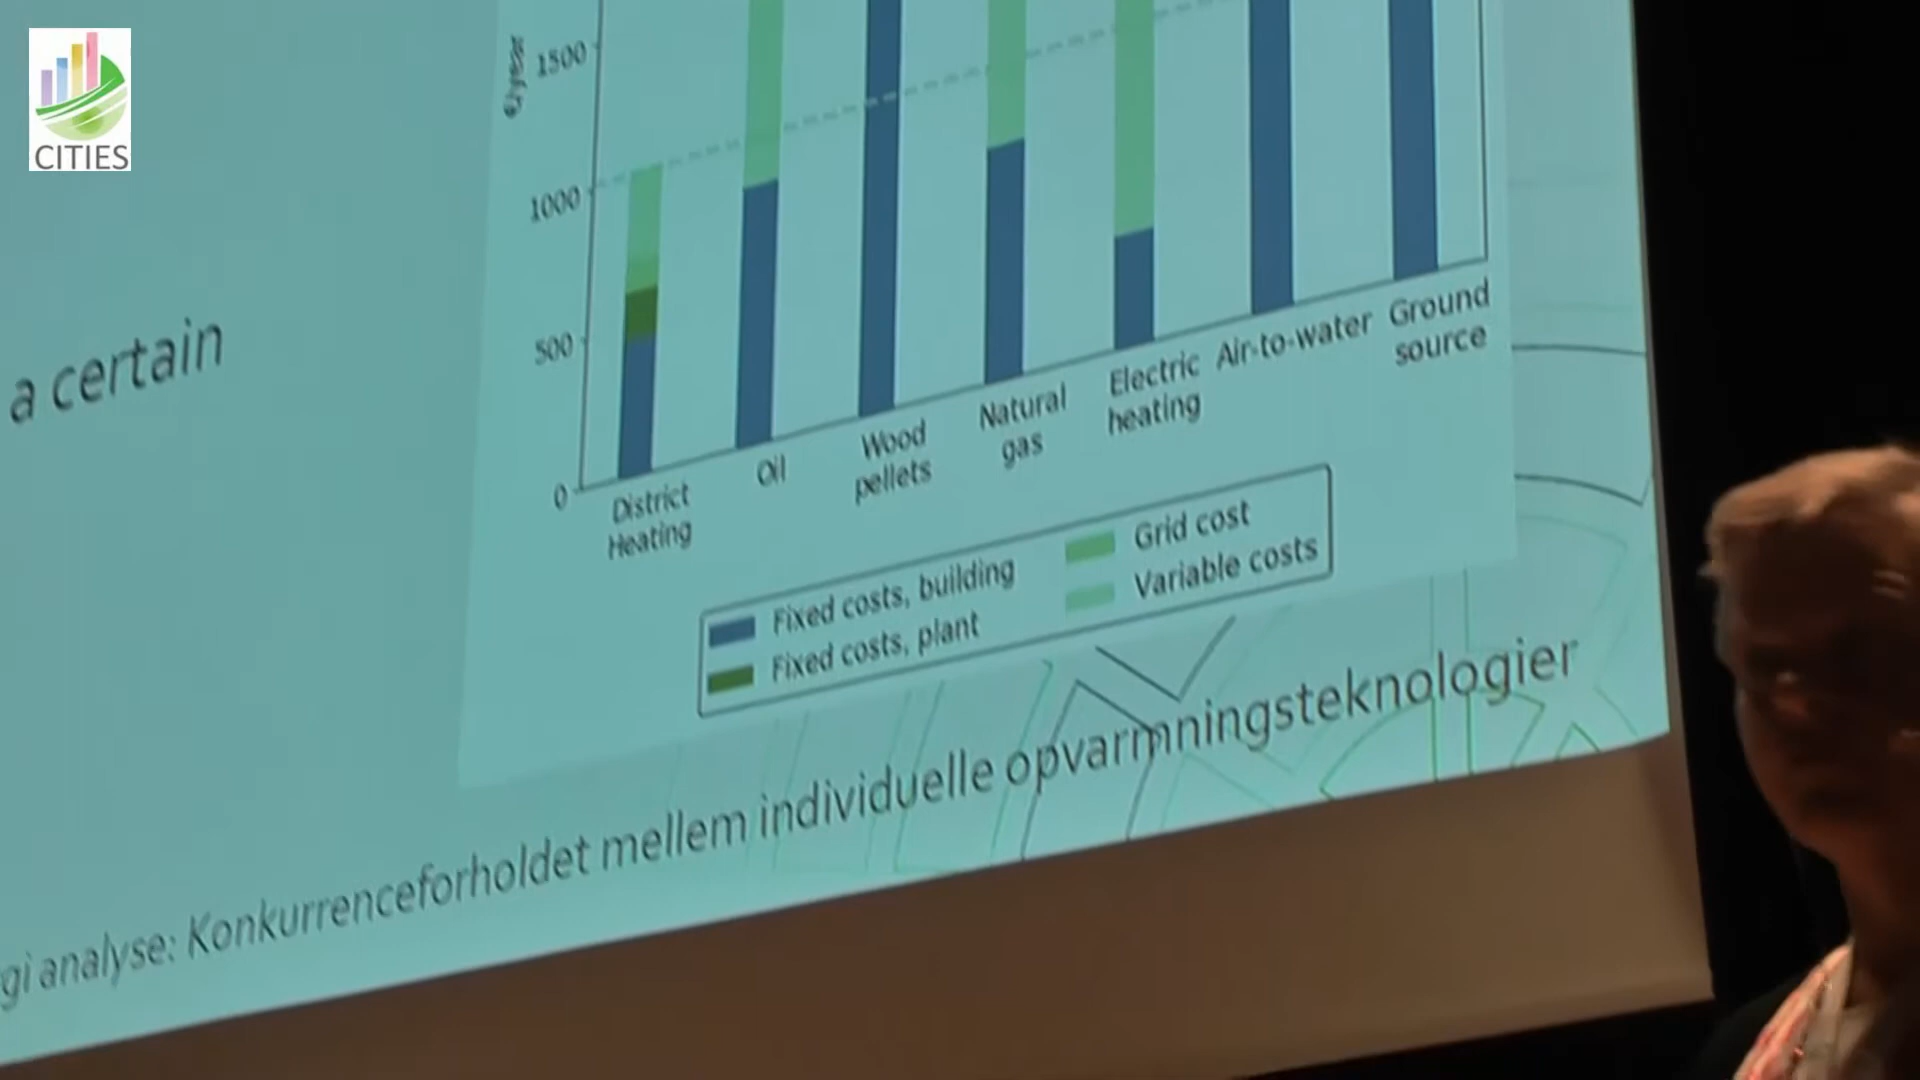 CITIES
a certain
€/year
1500
1000
500
0
District
Heating
Oil
Wood
pellets
Natural
gas
Electric
heating
Air-to-water
Ground
source
Fixed costs, building
Fixed costs, plant
Grid cost
Variable costs
gi analyse: Konkurrenceforholdet mellem individuelle opvarmningsteknologier